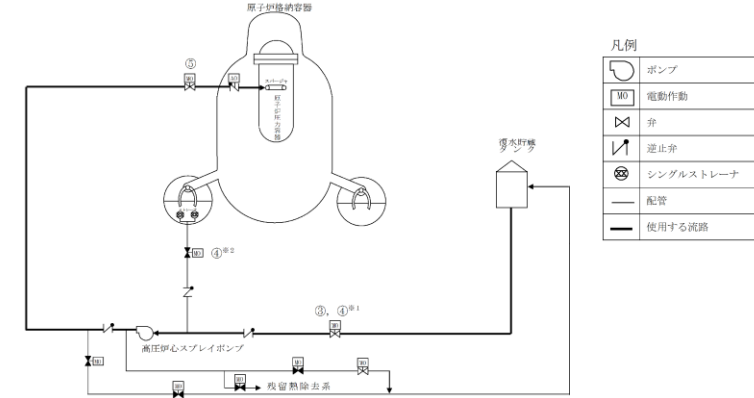 原子炉格納容器
⑤
MO
AO
スパージャ
原子炉圧力容器
復水貯蔵
タンク
MO
④※2
③，④※1
MO
高圧炉心スプレイポンプ
MO
MO
MO
MO
MO
残留熱除去系
凡例
ポンプ
MO
電動作動
弁
逆止弁
シングルストレーナ
配管
使用する流路